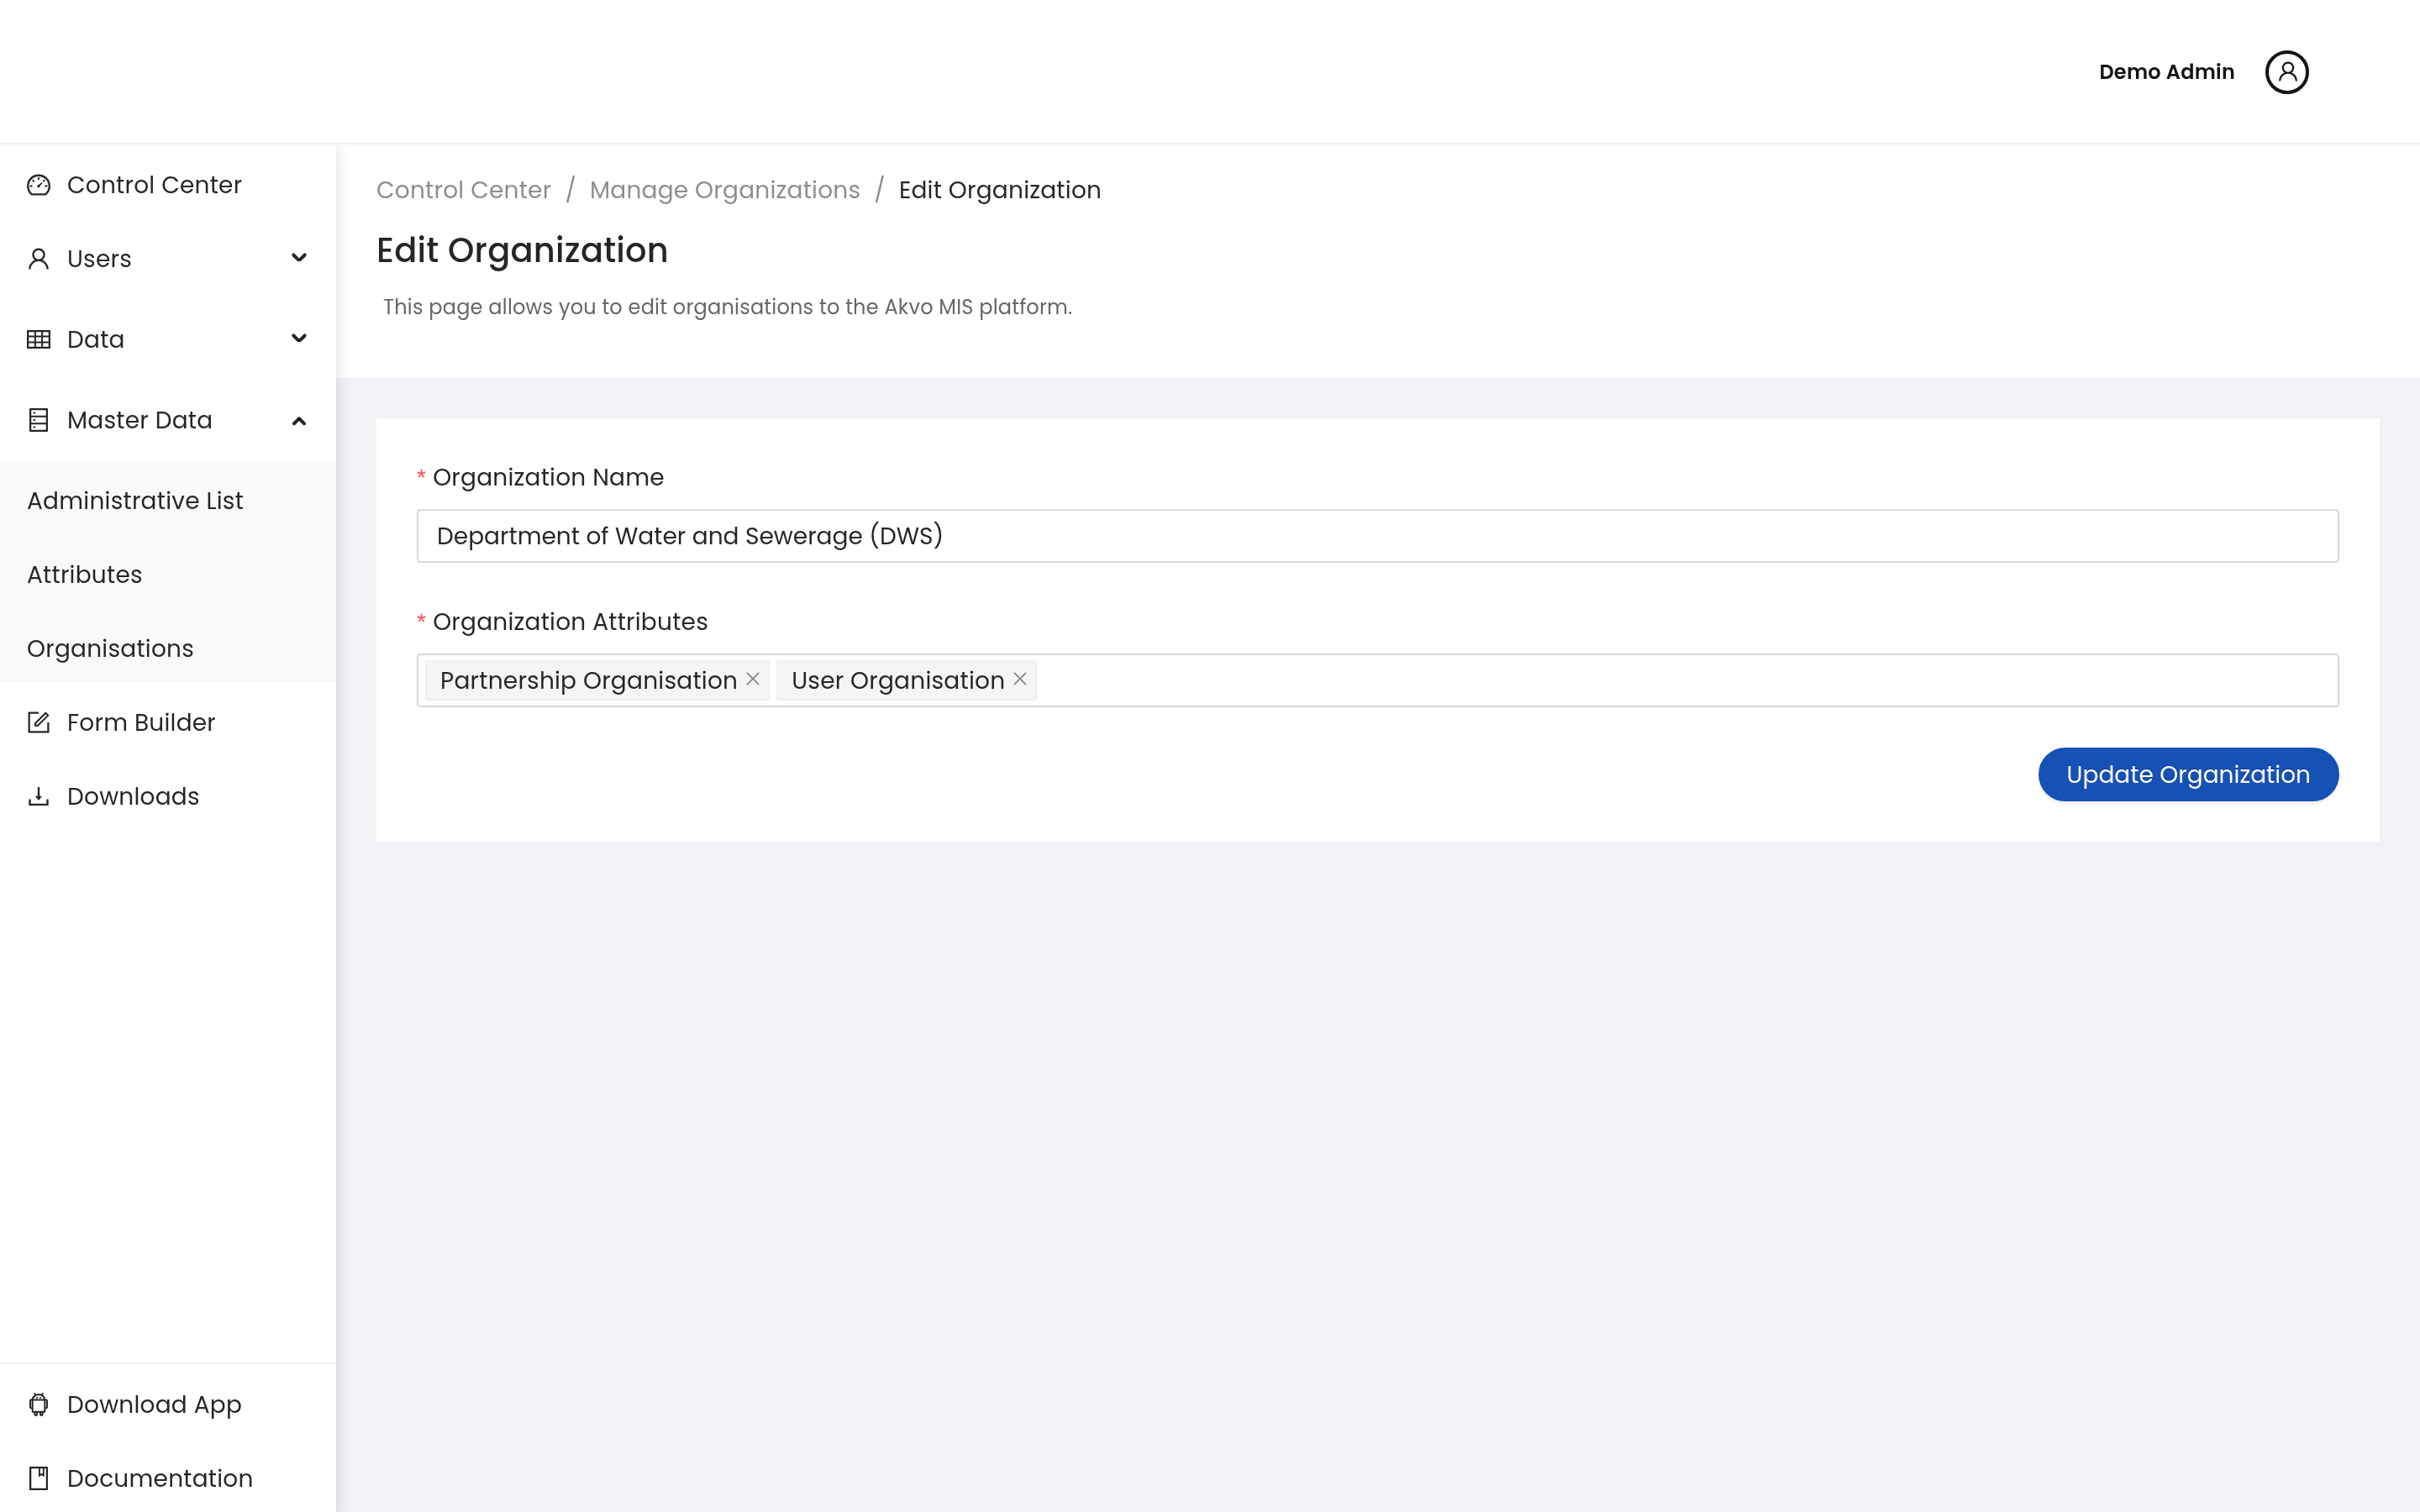 Demo Admin
Control Center
Users
Data
Master Data
Administrative List
Attributes
Organisations
Form Builder
Downloads
Download App
Documentation
Control Center / Manage Organizations / Edit Organization
Edit Organization
This page allows you to edit organisations to the Akvo MIS platform.
* Organization Name
Department of Water and Sewerage (DWS)
* Organization Attributes
Partnership Organisation User Organisation
Update Organization